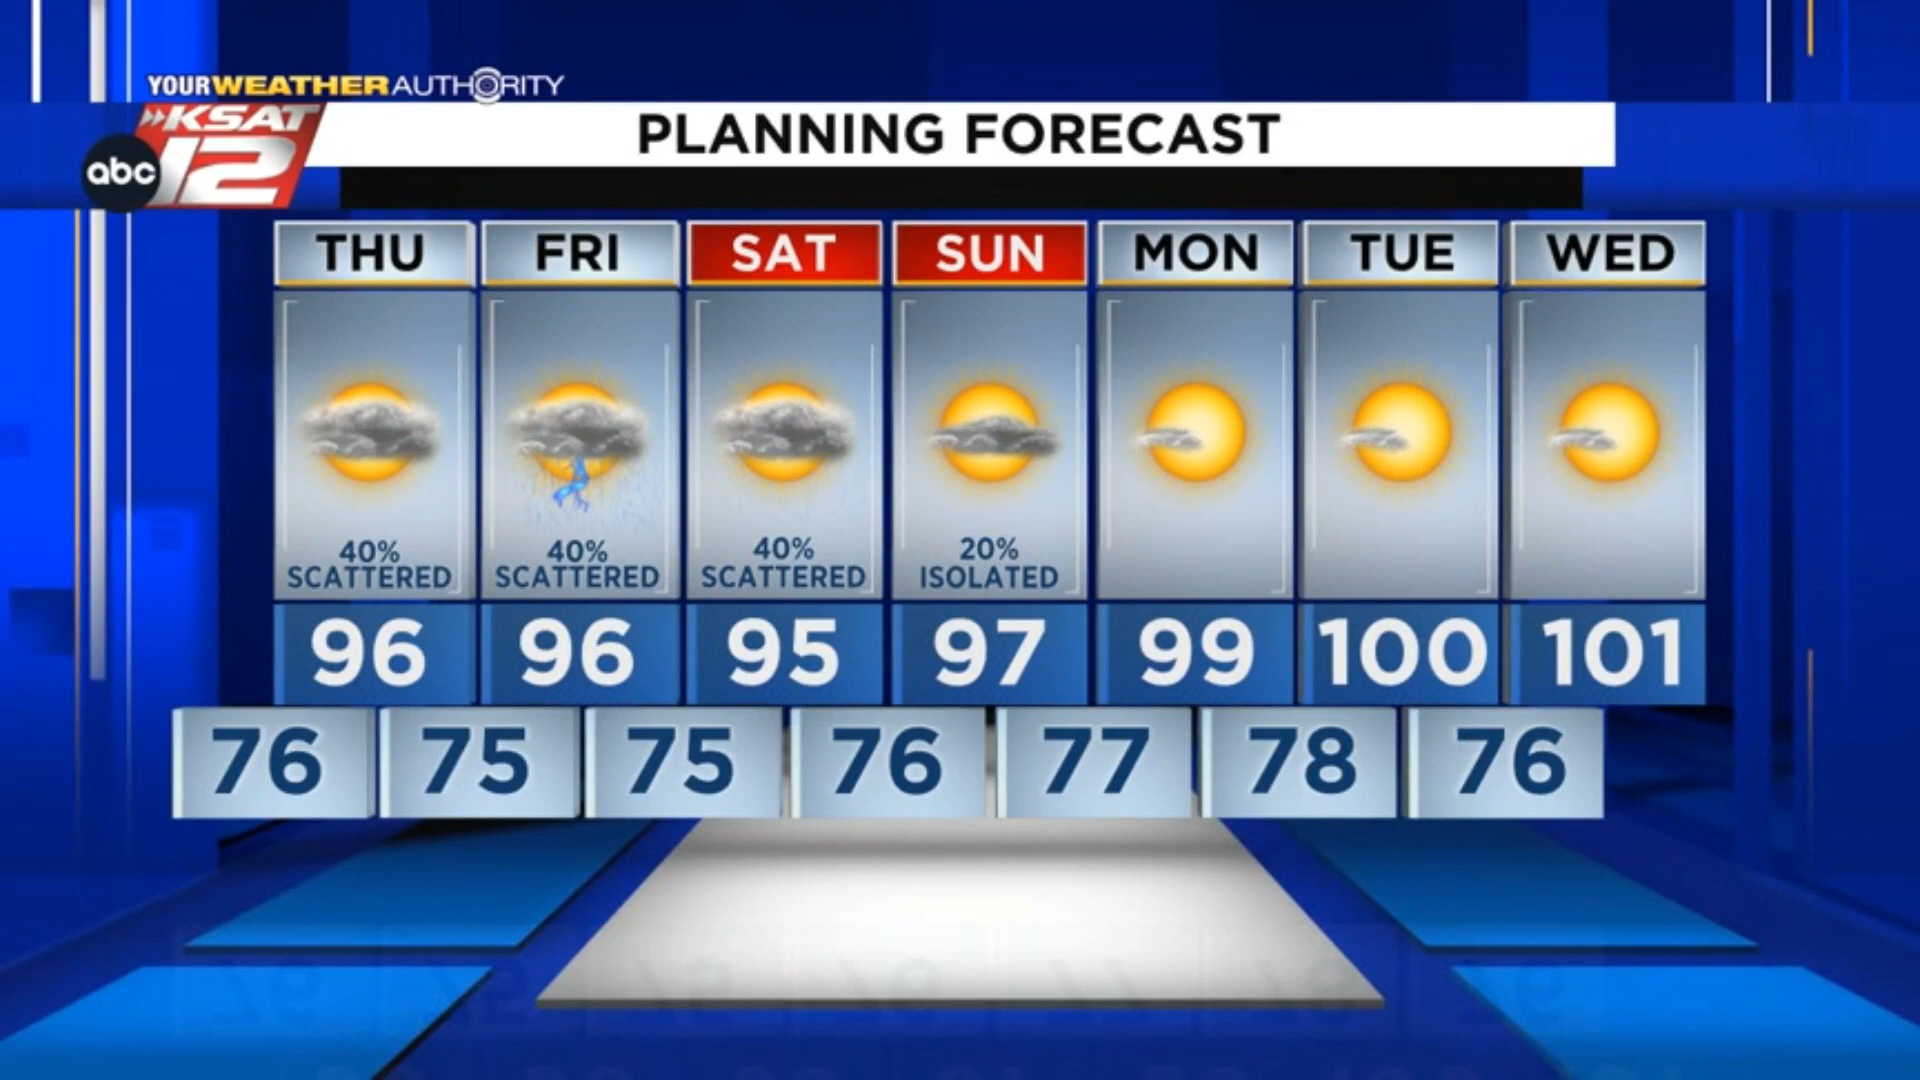 YOURWEATHERAUTHORITY
KSAT
abc 12
PLANNING FORECAST
THU FRI SAT SUN MON TUE WED
40% 40% 40% 20%
SCATTERED SCATTERED SCATTERED ISOLATED
96 96 95 97 99 100 101
76 75 75 76 77 78 76